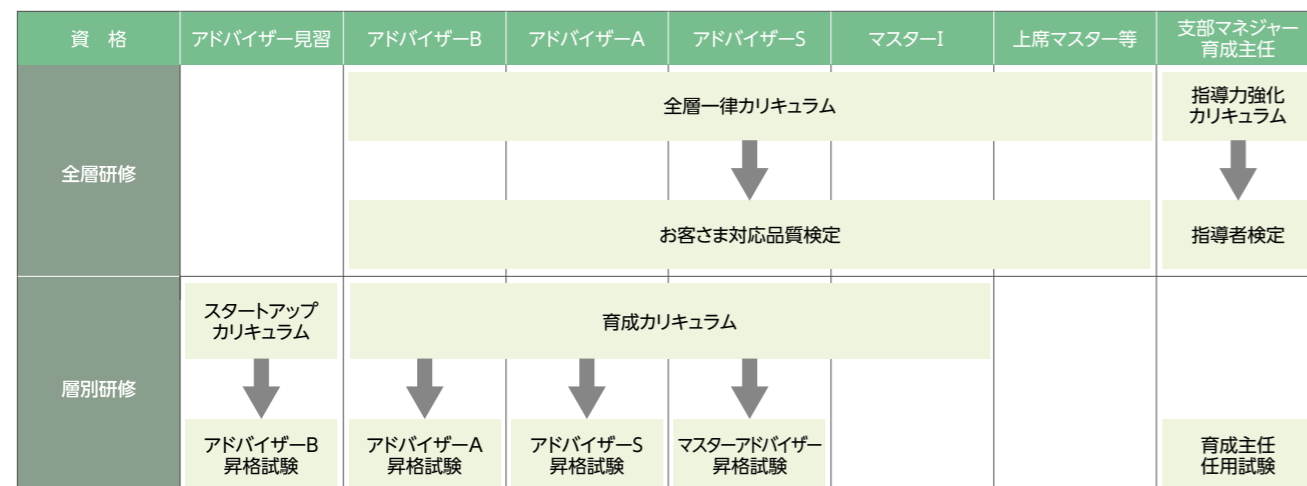 資 格
アドバイザー見習
アドバイザーB
アドバイザーA
アドバイザーS
マスターI
上席マスター等
支部マネジャー
育成主任
全層研修
全層一律カリキュラム
指導力強化
カリキュラム
お客さま対応品質検定
指導者検定
層別研修
スタートアップ
カリキュラム
育成カリキュラム
アドバイザーB
昇格試験
アドバイザーA
昇格試験
アドバイザーS
昇格試験
マスターアドバイザー
昇格試験
育成主任
任用試験